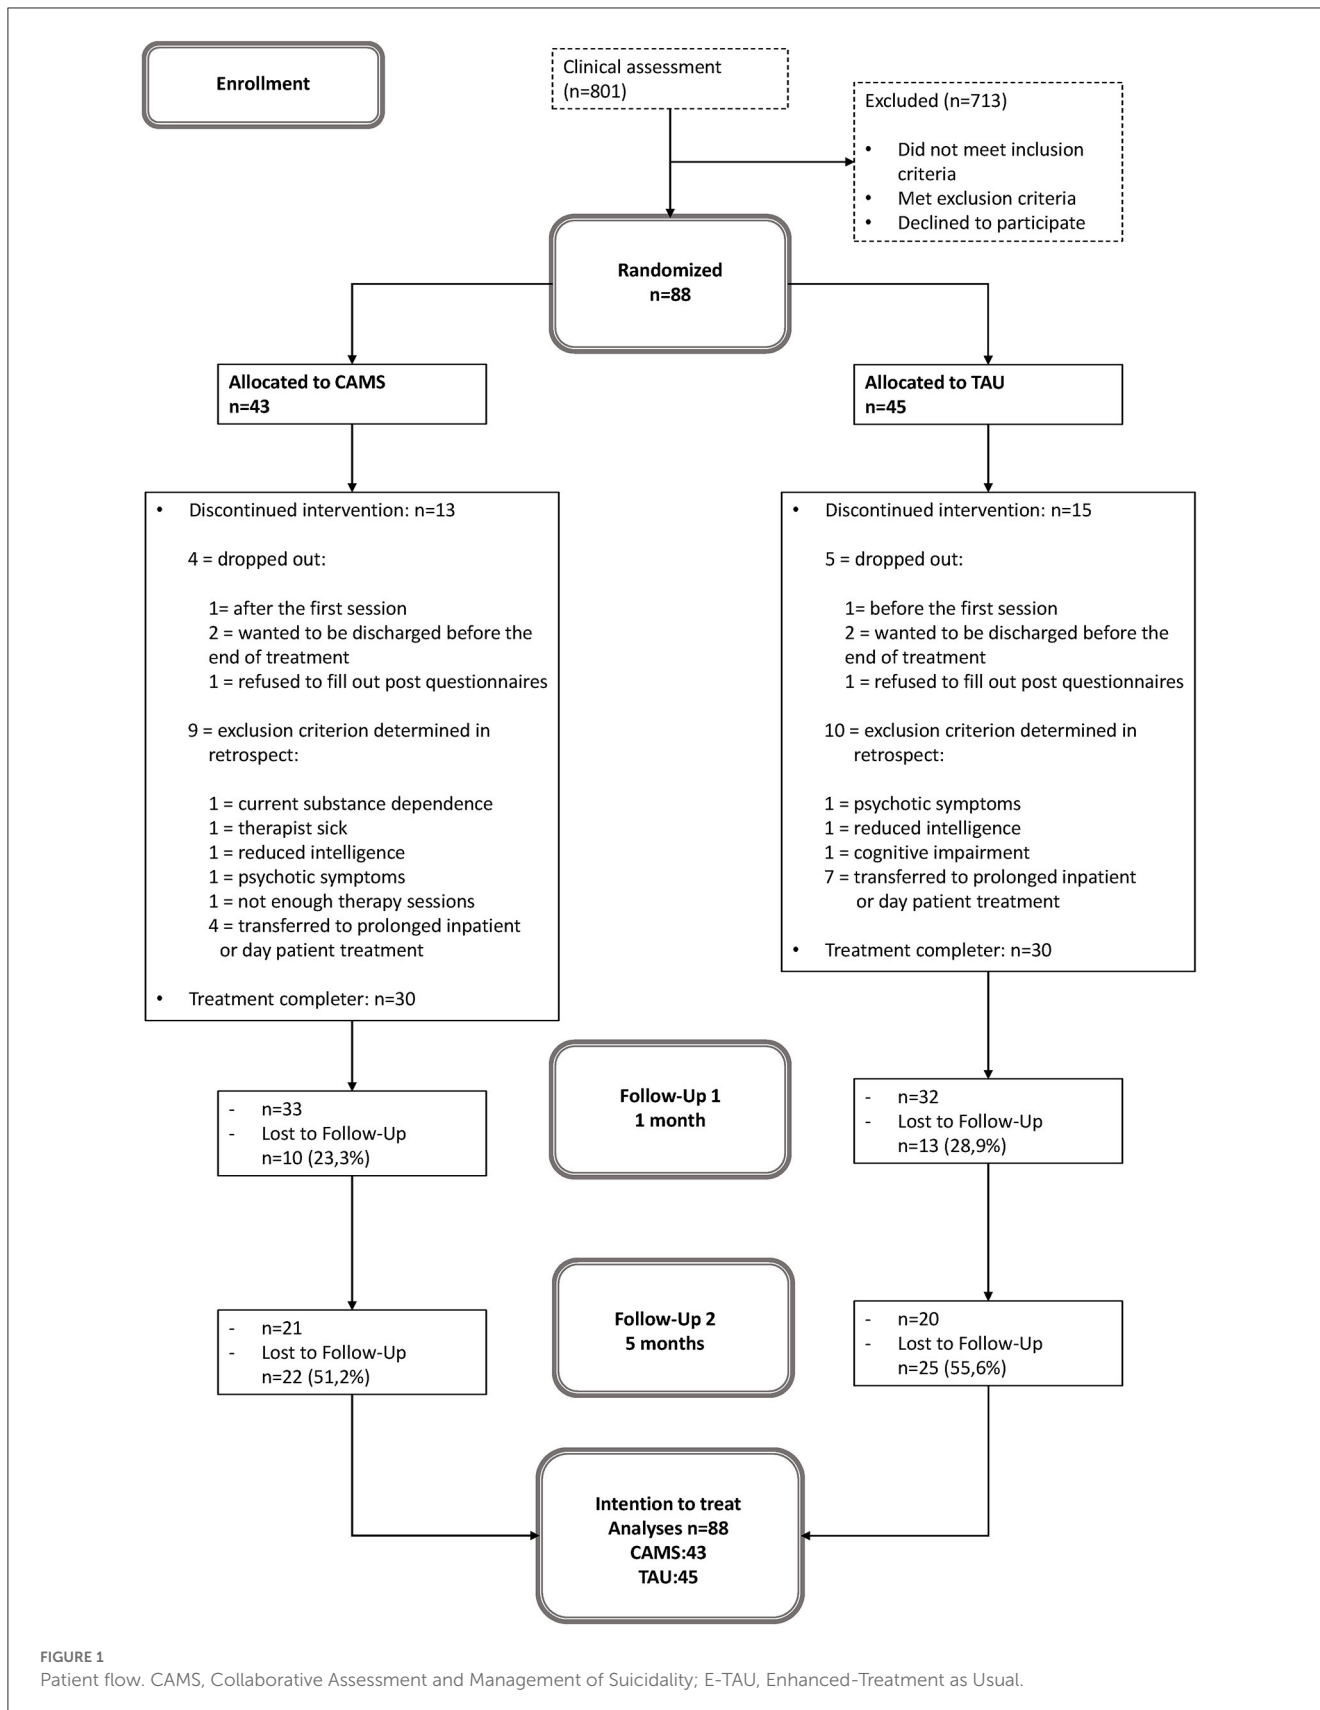 Enrollment
Clinical assessment
(n=801)
Excluded (n=713)
• Did not meet inclusion
criteria
• Met exclusion criteria
• Declined to participate
Randomized
n=88
Allocated to CAMS
n=43
Allocated to TAU
n=45
• Discontinued intervention: n=13
4 = dropped out:
1= after the first session
2 = wanted to be discharged before the
end of treatment
1 = refused to fill out post questionnaires
9 = exclusion criterion determined in
retrospect:
1 = current substance dependence
1 = therapist sick
1 = reduced intelligence
1 = psychotic symptoms
1 = not enough therapy sessions
4 = transferred to prolonged inpatient
or day patient treatment
• Treatment completer: n=30
• Discontinued intervention: n=15
5 = dropped out:
1= before the first session
2 = wanted to be discharged before the
end of treatment
1 = refused to fill out post questionnaires
10 = exclusion criterion determined in
retrospect:
1 = psychotic symptoms
1 = reduced intelligence
1 = cognitive impairment
7 = transferred to prolonged inpatient
or day patient treatment
• Treatment completer: n=30
Follow-Up 1
1 month
- n=33
- Lost to Follow-Up
n=10 (23,3%)
- n=32
- Lost to Follow-Up
n=13 (28,9%)
Follow-Up 2
5 months
- n=21
- Lost to Follow-Up
n=22 (51,2%)
- n=20
- Lost to Follow-Up
n=25 (55,6%)
Intention to treat
Analyses n=88
CAMS:43
TAU:45
FIGURE 1
Patient flow. CAMS, Collaborative Assessment and Management of Suicidality; E-TAU, Enhanced-Treatment as Usual.